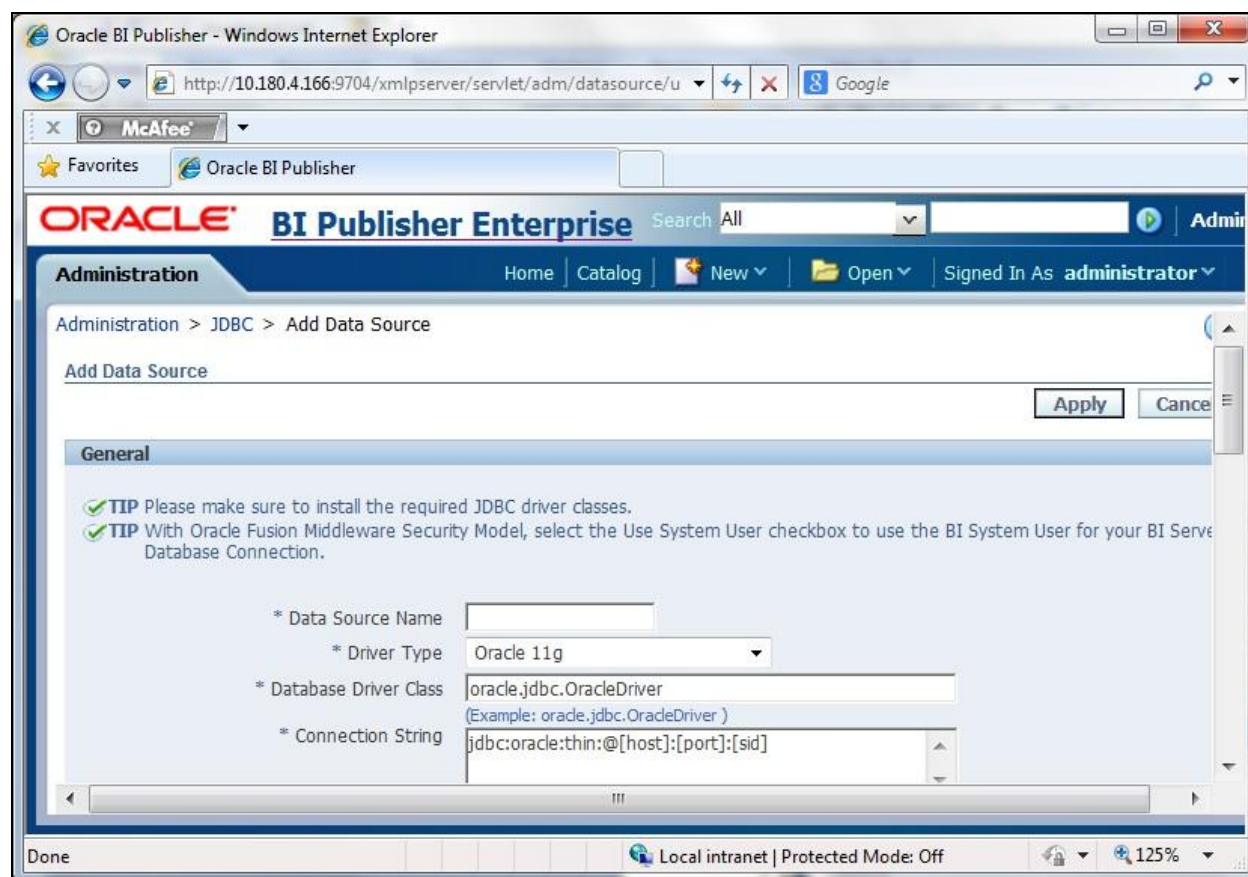 Oracle BI Publisher - Windows Internet Explorer
http://10.180.4.166:9704/xmlpserver/servlet/adm/datasource/u
Google
x McAfee
Favorites Oracle BI Publisher
ORACLE BI Publisher Enterprise Search All Admin
Administration Home Catalog New Open Signed In As administrator
Administration > JDBC > Add Data Source
Add Data Source
Apply Cancel
General
TIP Please make sure to install the required JDBC driver classes.
TIP With Oracle Fusion Middleware Security Model, select the Use System User checkbox to use the BI System User for your BI Serve
Database Connection.
* Data Source Name
* Driver Type Oracle 11g
* Database Driver Class oracle.jdbc.OracleDriver
(Example: oracle.jdbc.OracleDriver )
* Connection String jdbc:oracle:thin:@[host]:[port]:[sid]
Done Local intranet | Protected Mode: Off 125%